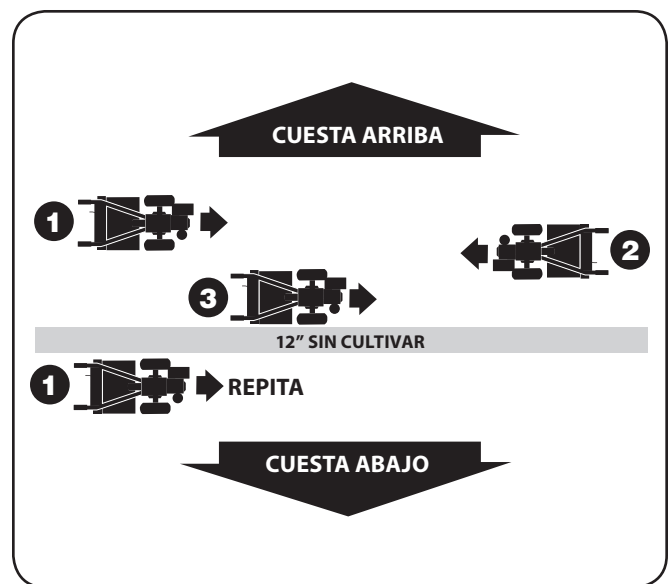 CUESTA ARRIBA
1
2
3
12” SIN CULTIVAR
1 REPITA
CUESTA ABAJO